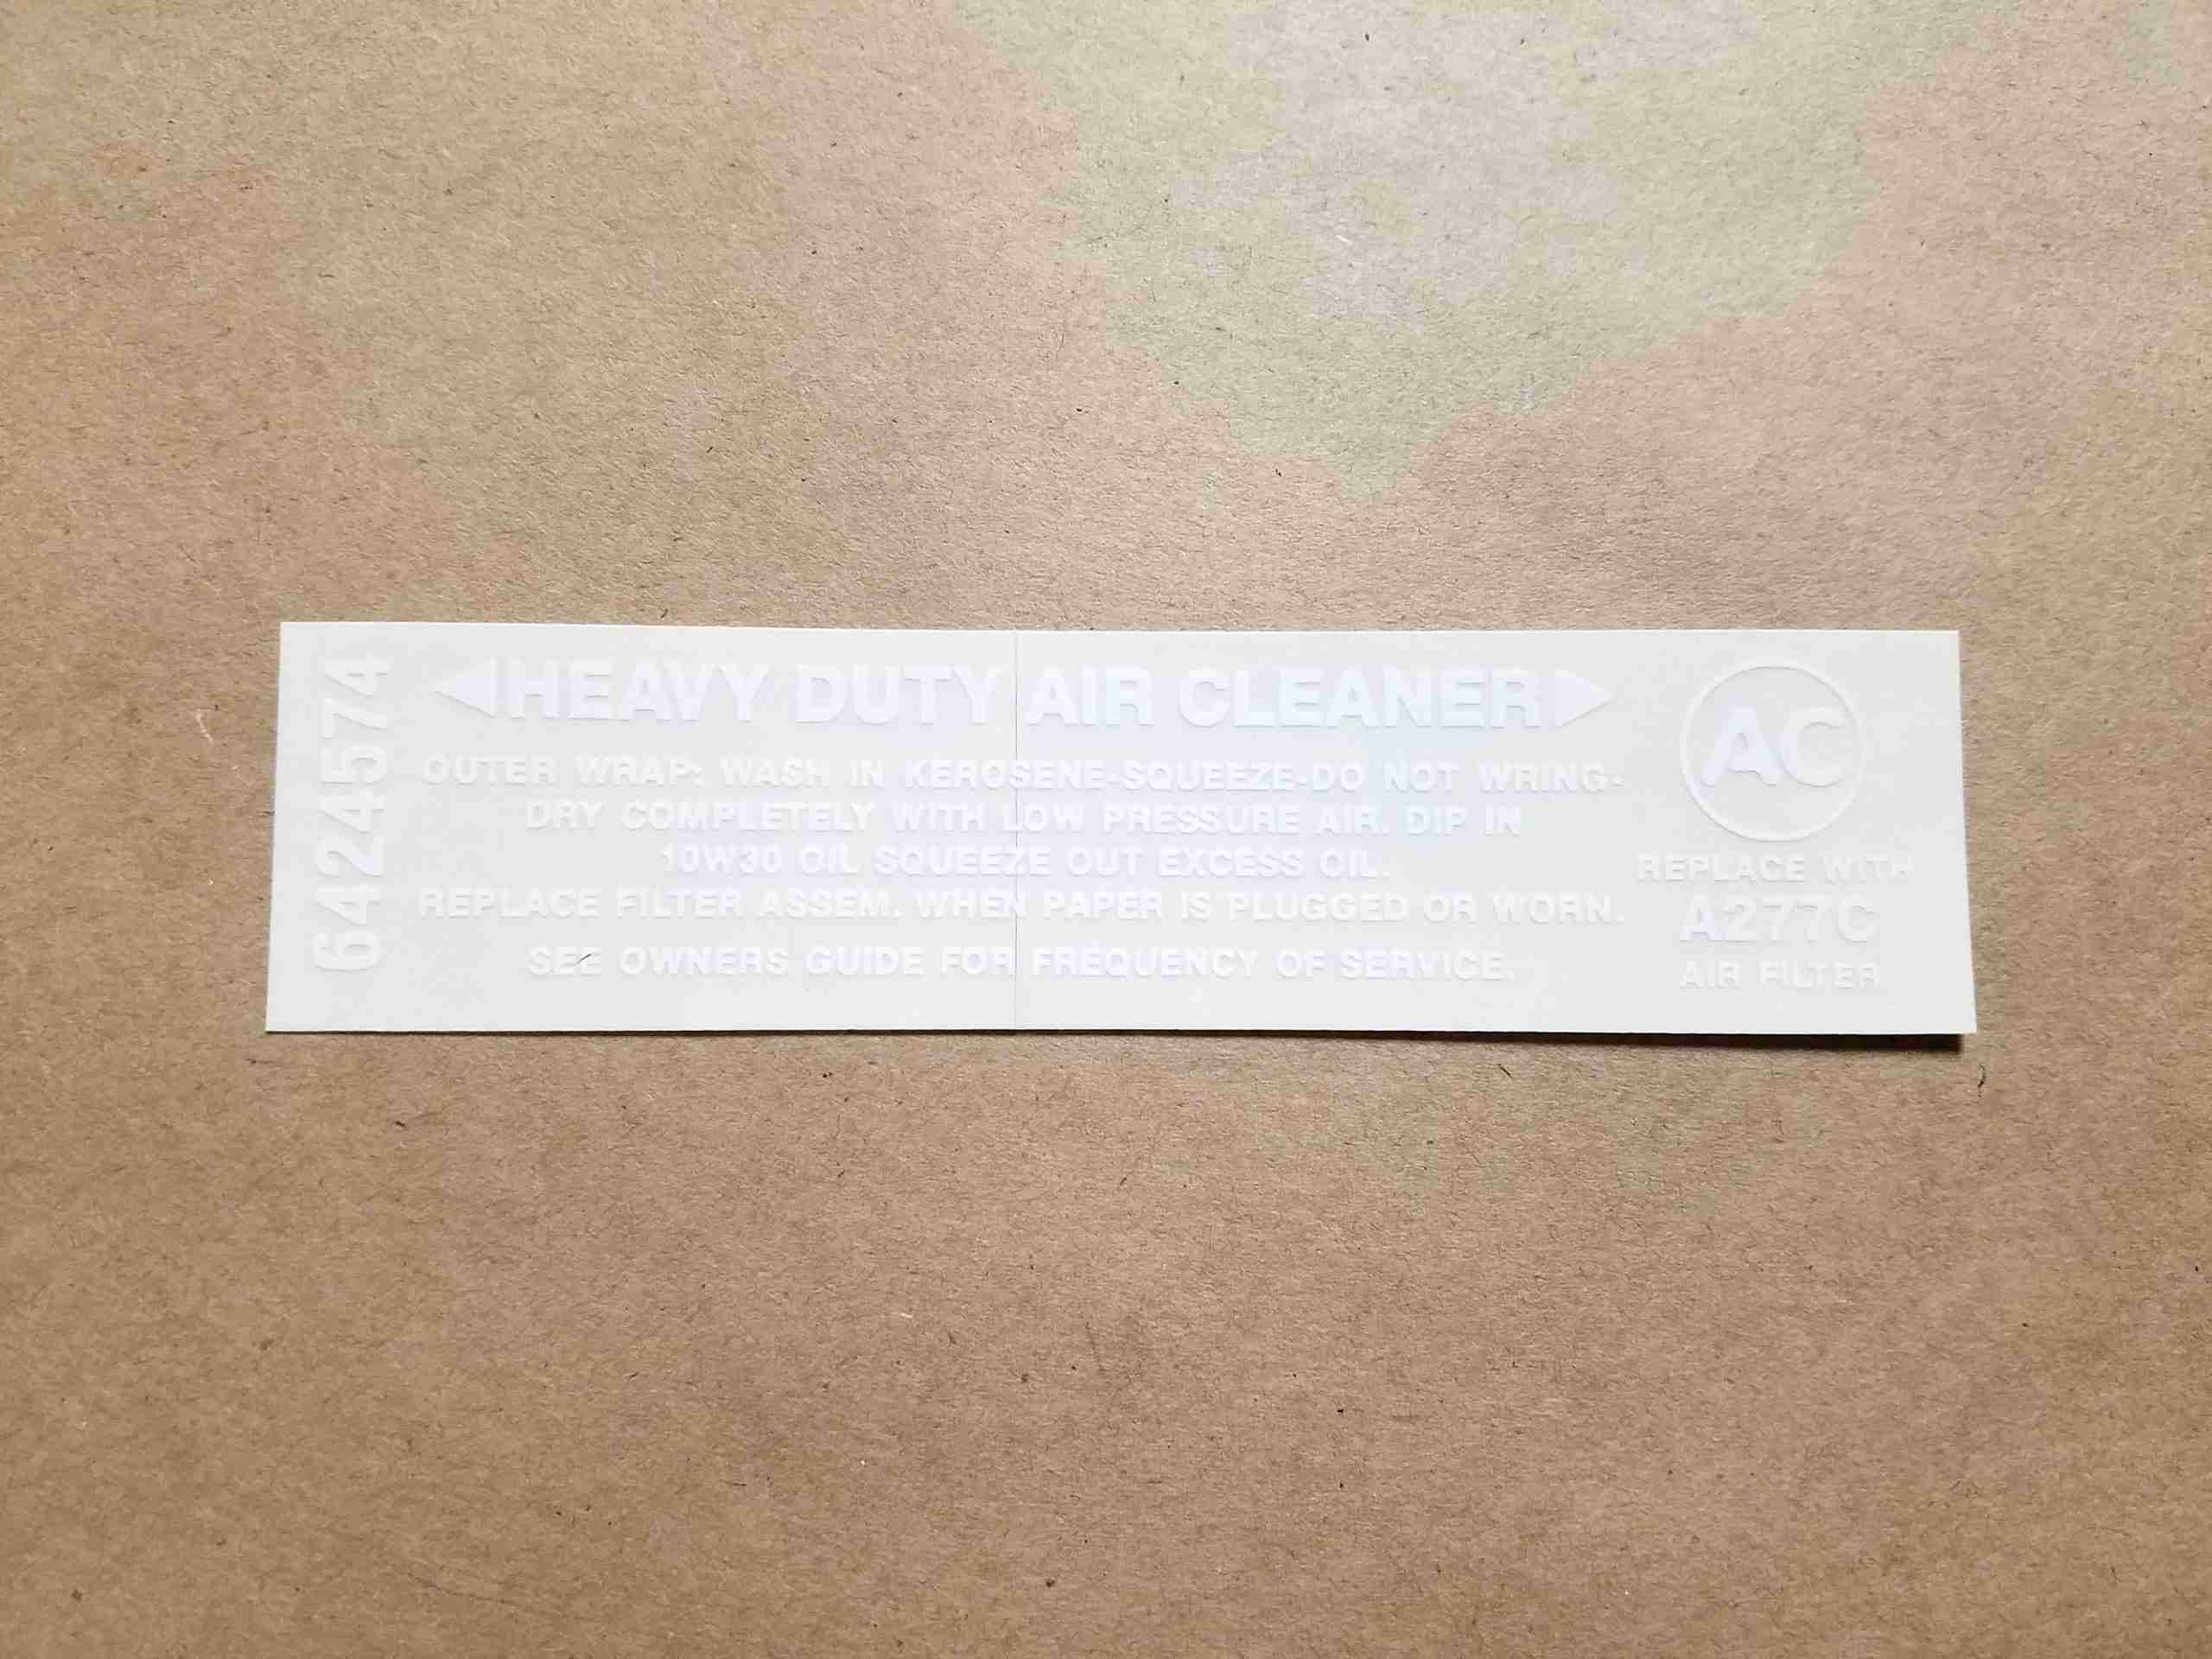 6424574
HEAVY DUTY AIR CLEANER
OUTER WRAP: WASH IN KEROSENE-SQUEEZE-DO NOT WRING-
DRY COMPLETELY WITH LOW PRESSURE AIR. DIP IN
10W30 OIL SQUEEZE OUT EXCESS OIL.
REPLACE FILTER ASSEM. WHEN PAPER IS PLUGGED OR WORN.
SEE OWNERS GUIDE FOR FREQUENCY OF SERVICE.
AC
REPLACE WITH
A277C
AIR FILTER